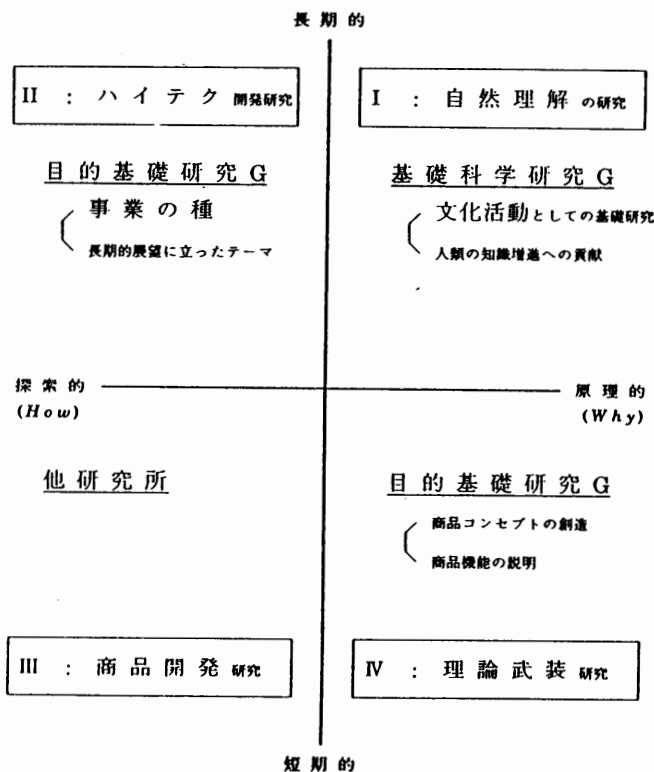 長期的
II : ハイテク 開発研究
I : 自然理解 の研究
目的基礎研究G
事業の種
長期的展望に立ったテーマ
基礎科学研究G
文化活動としての基礎研究
人類の知識増進への貢献
探索的
(How)
原理的
(Why)
他研究所
目的基礎研究G
商品コンセプトの創造
商品機能の説明
III : 商品開発 研究
IV : 理論武装 研究
短期的